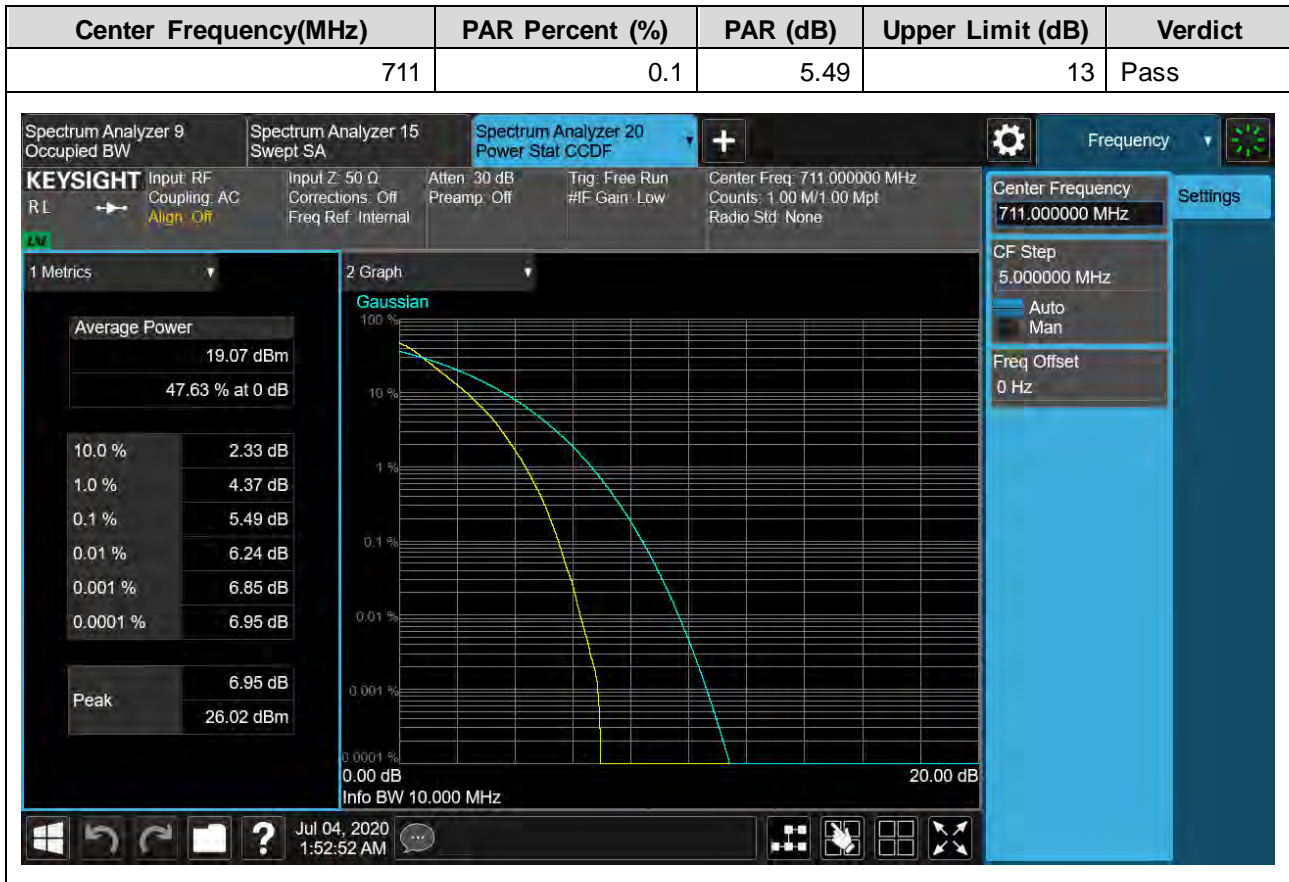 Center Frequency(MHz) PAR Percent (%) PAR (dB) Upper Limit (dB) Verdict
711 0.1 5.49 13 Pass
Spectrum Analyzer 9 Spectrum Analyzer 15 Spectrum Analyzer 20 Frequency
Occupied BW Swept SA Power Stat CCDF
KEYSIGHT Input: RF Input Z: 50 Ω Atten: 30 dB Trig: Free Run Center Freq: 711.000000 MHz
RL Coupling: AC Corrections: Off Preamp: Off #IF Gain: Low Counts: 1.00 M/1.00 Mpt
Align: Off Freq Ref: Internal Radio Std: None
LNI
Center Frequency Settings
711.000000 MHz
CF Step
5.000000 MHz
Auto
Man
Freq Offset
0 Hz
1 Metrics
Average Power
19.07 dBm
47.63 % at 0 dB
10.0 % 2.33 dB
1.0 % 4.37 dB
0.1 % 5.49 dB
0.01 % 6.24 dB
0.001 % 6.85 dB
0.0001 % 6.95 dB
Peak 6.95 dB
26.02 dBm
2 Graph
Gaussian
100 %
10 %
1 %
0.1 %
0.01 %
0.001 %
0.0001 %
0.00 dB 20.00 dB
Info BW 10.000 MHz
? Jul 04, 2020
1:52:52 AM